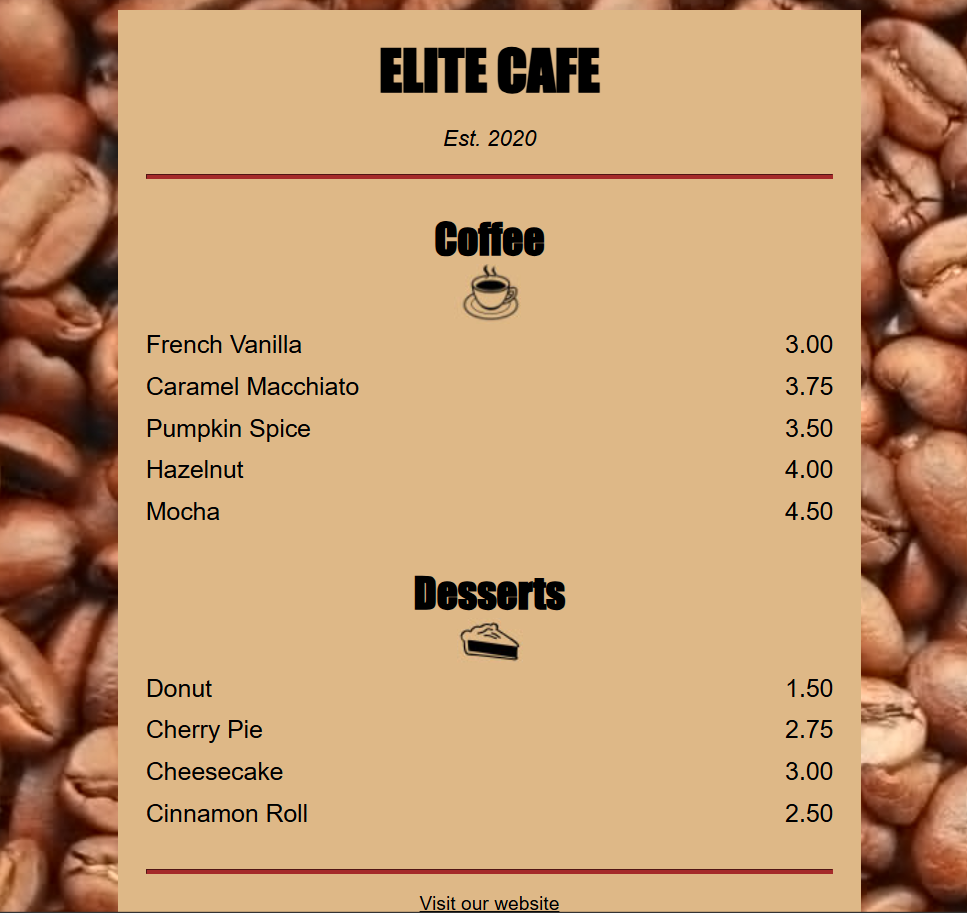 ELITE CAFE
Est. 2020
Coffee
French Vanilla 3.00
Caramel Macchiato 3.75
Pumpkin Spice 3.50
Hazelnut 4.00
Mocha 4.50
Desserts
Donut 1.50
Cherry Pie 2.75
Cheesecake 3.00
Cinnamon Roll 2.50
Visit our website